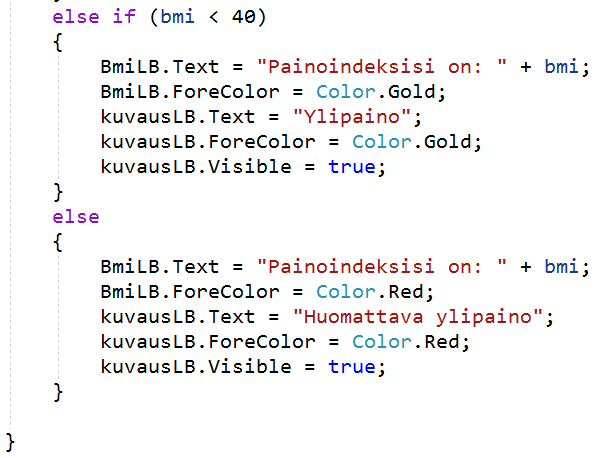 else if (bmi < 40)
{
BmiLB.Text = "Painoindeksisi on: " + bmi;
BmiLB.ForeColor = Color.Gold;
kuvausLB.Text = "Ylipaino";
kuvausLB.ForeColor = Color.Gold;
kuvausLB.Visible = true;
}
else
{
BmiLB.Text = "Painoindeksisi on: " + bmi;
BmiLB.ForeColor = Color.Red;
kuvausLB.Text = "Huomattava ylipaino";
kuvausLB.ForeColor = Color.Red;
kuvausLB.Visible = true;
}
}